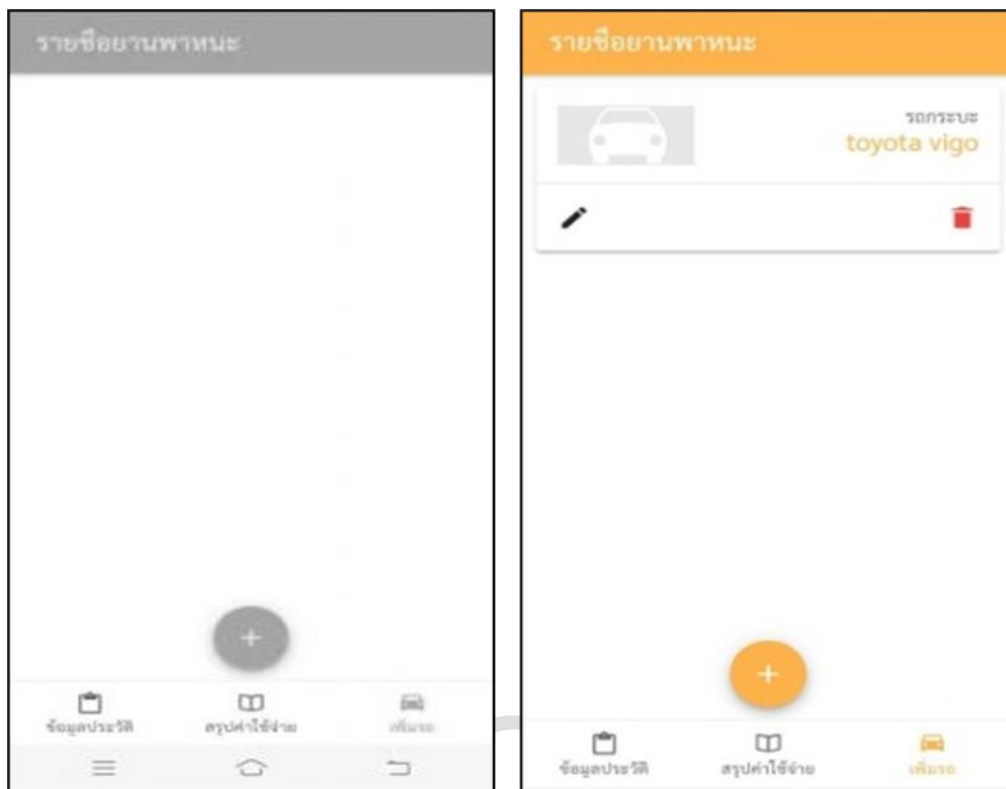 รายชื่อยานพาหนะ
ข้อมูลประวัติ
สรุปค่าใช้จ่าย
เพิ่มรถ
รายชื่อยานพาหนะ
รถกระบะ
toyota vigo
ข้อมูลประวัติ
สรุปค่าใช้จ่าย
เพิ่มรถ